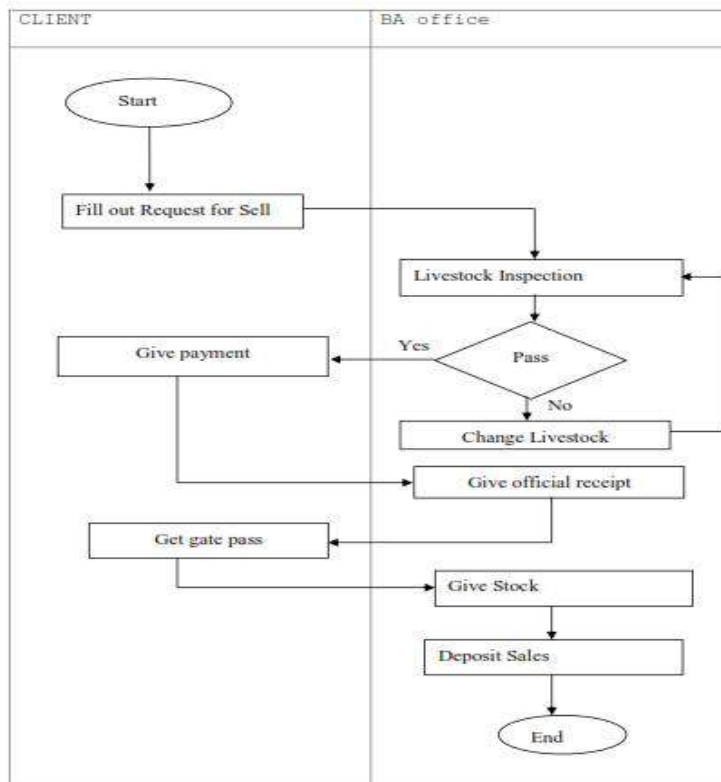 CLIENT
BA office
Start
Fill out Request for Sell
Livestock Inspection
Pass
Yes
Give payment
No
Change Livestock
Give official receipt
Get gate pass
Give Stock
Deposit Sales
End